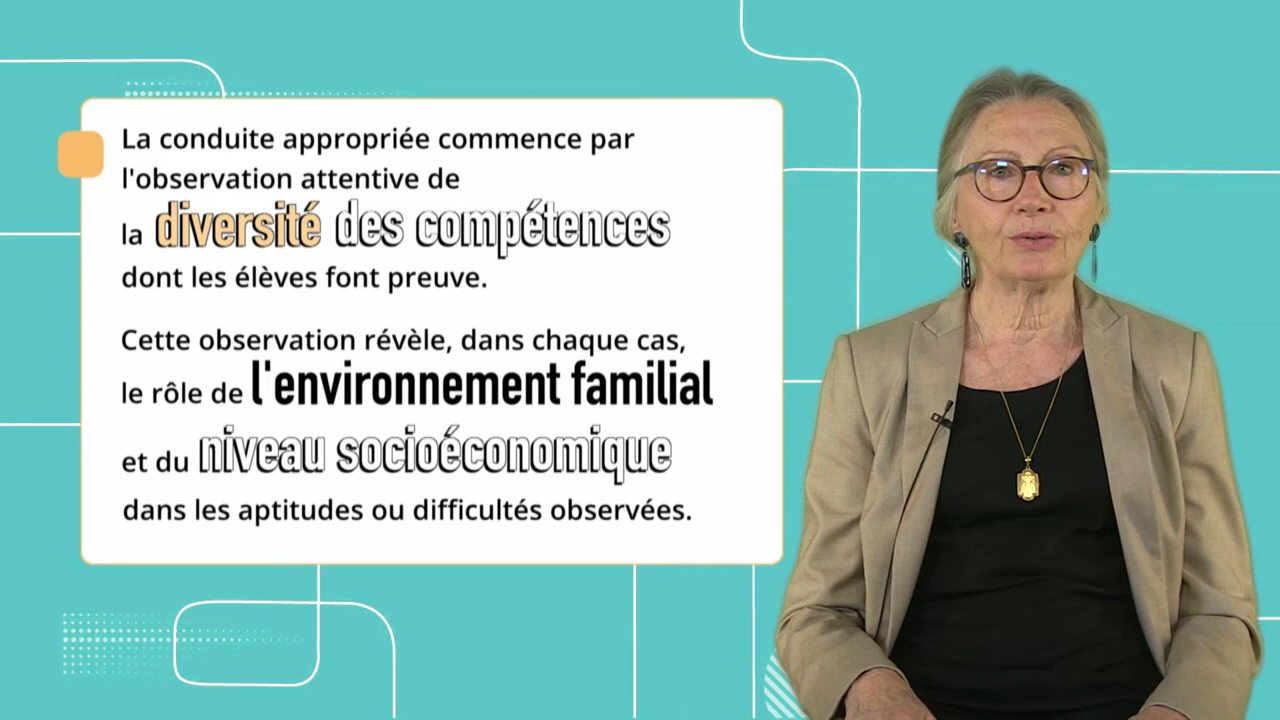 La conduite appropriée commence par
l'observation attentive de
la diversité des compétences
dont les élèves font preuve.
Cette observation révèle, dans chaque cas,
le rôle de l'environnement familial
et du niveau socioéconomique
dans les aptitudes ou difficultés observées.